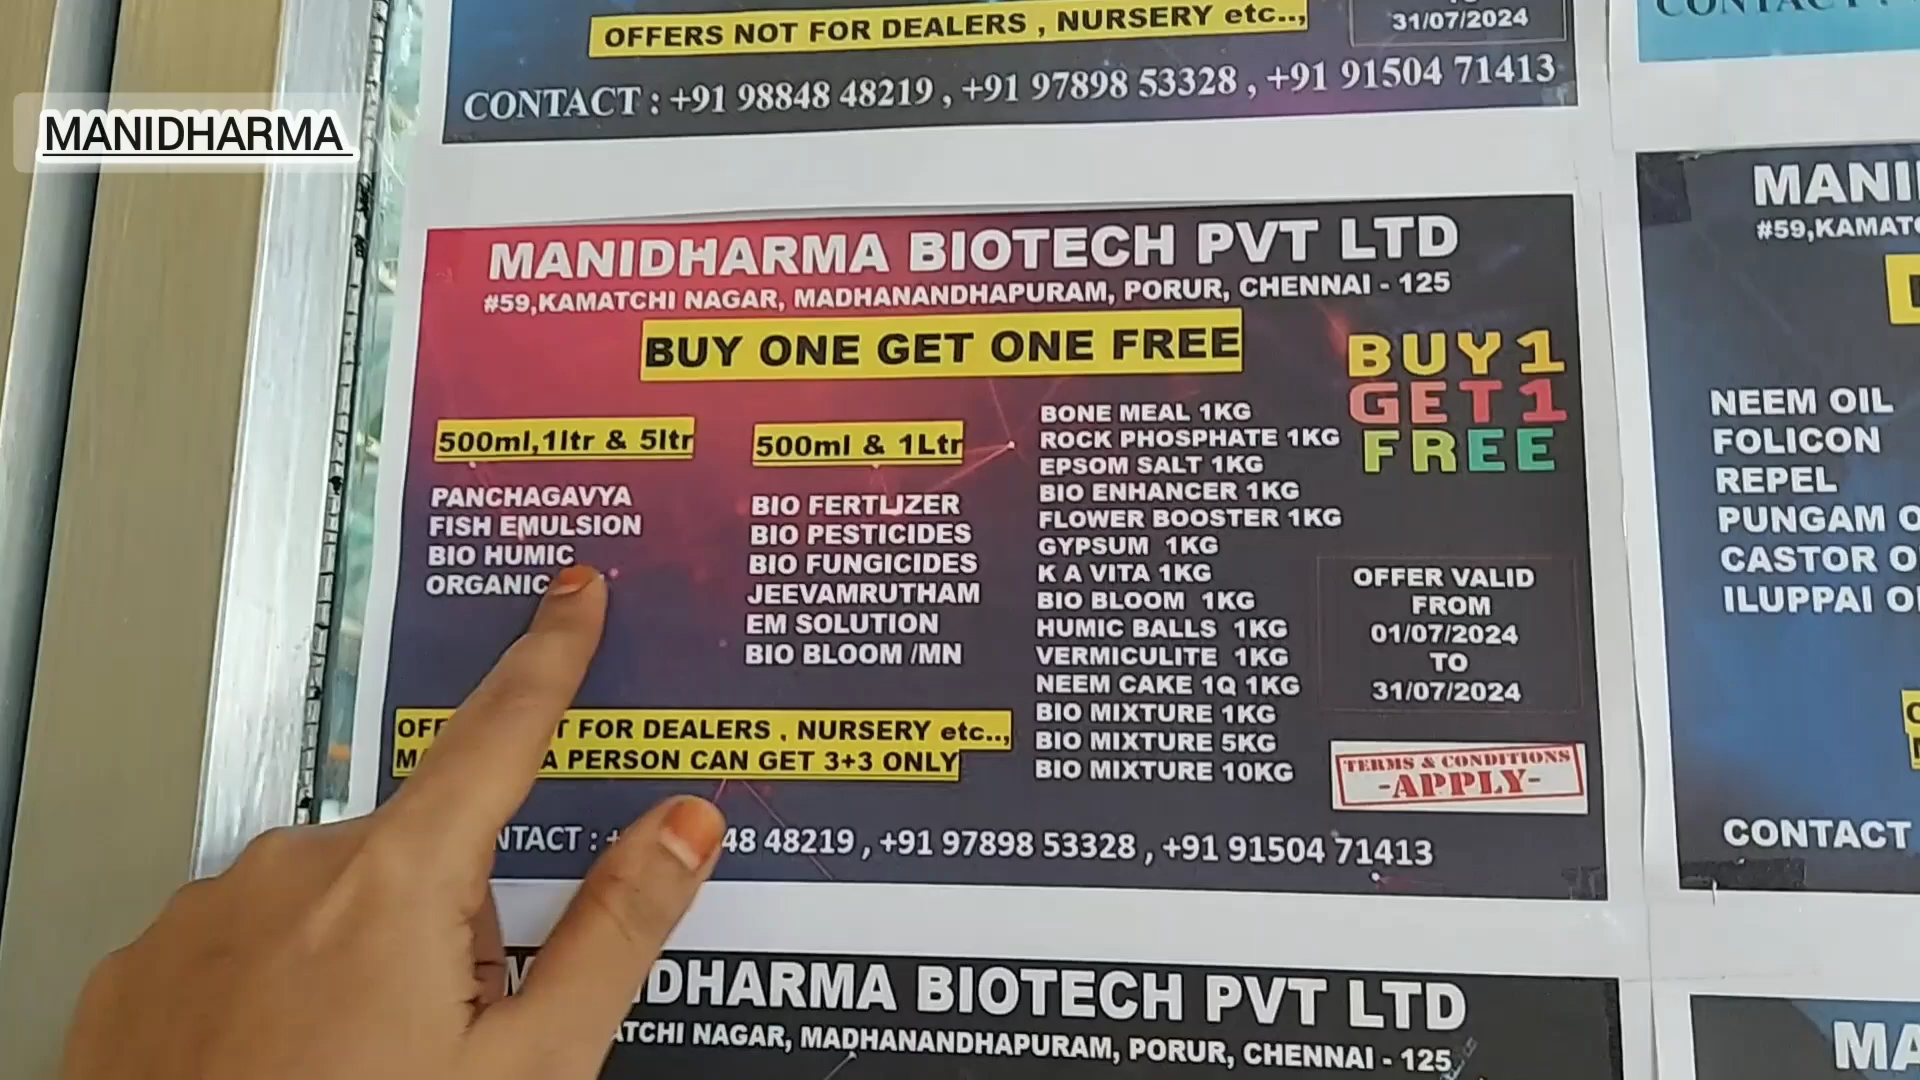 OFFERS NOT FOR DEALERS , NURSERY etc..,
31/07/2024
CONTACT : +91 98848 48219 , +91 97898 53328 , +91 91504 71413
MANIDHARMA
MANIDHARMA BIOTECH PVT LTD
#59,KAMATCHI NAGAR, MADHANANDHAPURAM, PORUR, CHENNAI - 125
BUY ONE GET ONE FREE
BUY 1
GET 1
FREE
500ml,1ltr & 5ltr
PANCHAGAVYA
FISH EMULSION
BIO HUMIC
ORGANIC
500ml & 1Ltr
BIO FERTLIZER
BIO PESTICIDES
BIO FUNGICIDES
JEEVAMRUTHAM
EM SOLUTION
BIO BLOOM /MN
BONE MEAL 1KG
ROCK PHOSPHATE 1KG
EPSOM SALT 1KG
BIO ENHANCER 1KG
FLOWER BOOSTER 1KG
GYPSUM 1KG
K A VITA 1KG
BIO BLOOM 1KG
HUMIC BALLS 1KG
VERMICULITE 1KG
NEEM CAKE 1Q 1KG
BIO MIXTURE 1KG
BIO MIXTURE 5KG
BIO MIXTURE 10KG
OFFER VALID
FROM
01/07/2024
TO
31/07/2024
TERMS & CONDITIONS
-APPLY-
FOR DEALERS , NURSERY etc..,
A PERSON CAN GET 3+3 ONLY
48 48219 , +91 97898 53328 , +91 91504 71413
BIOTECH PVT LTD
NAGAR, MADHANANDHAPURAM, PORUR, CHENNAI - 125
CONTACT
#59,
NEEM OIL
FOLICON
REPEL
PUNGAM
CASTOR
ILUPPAI
CONTACT